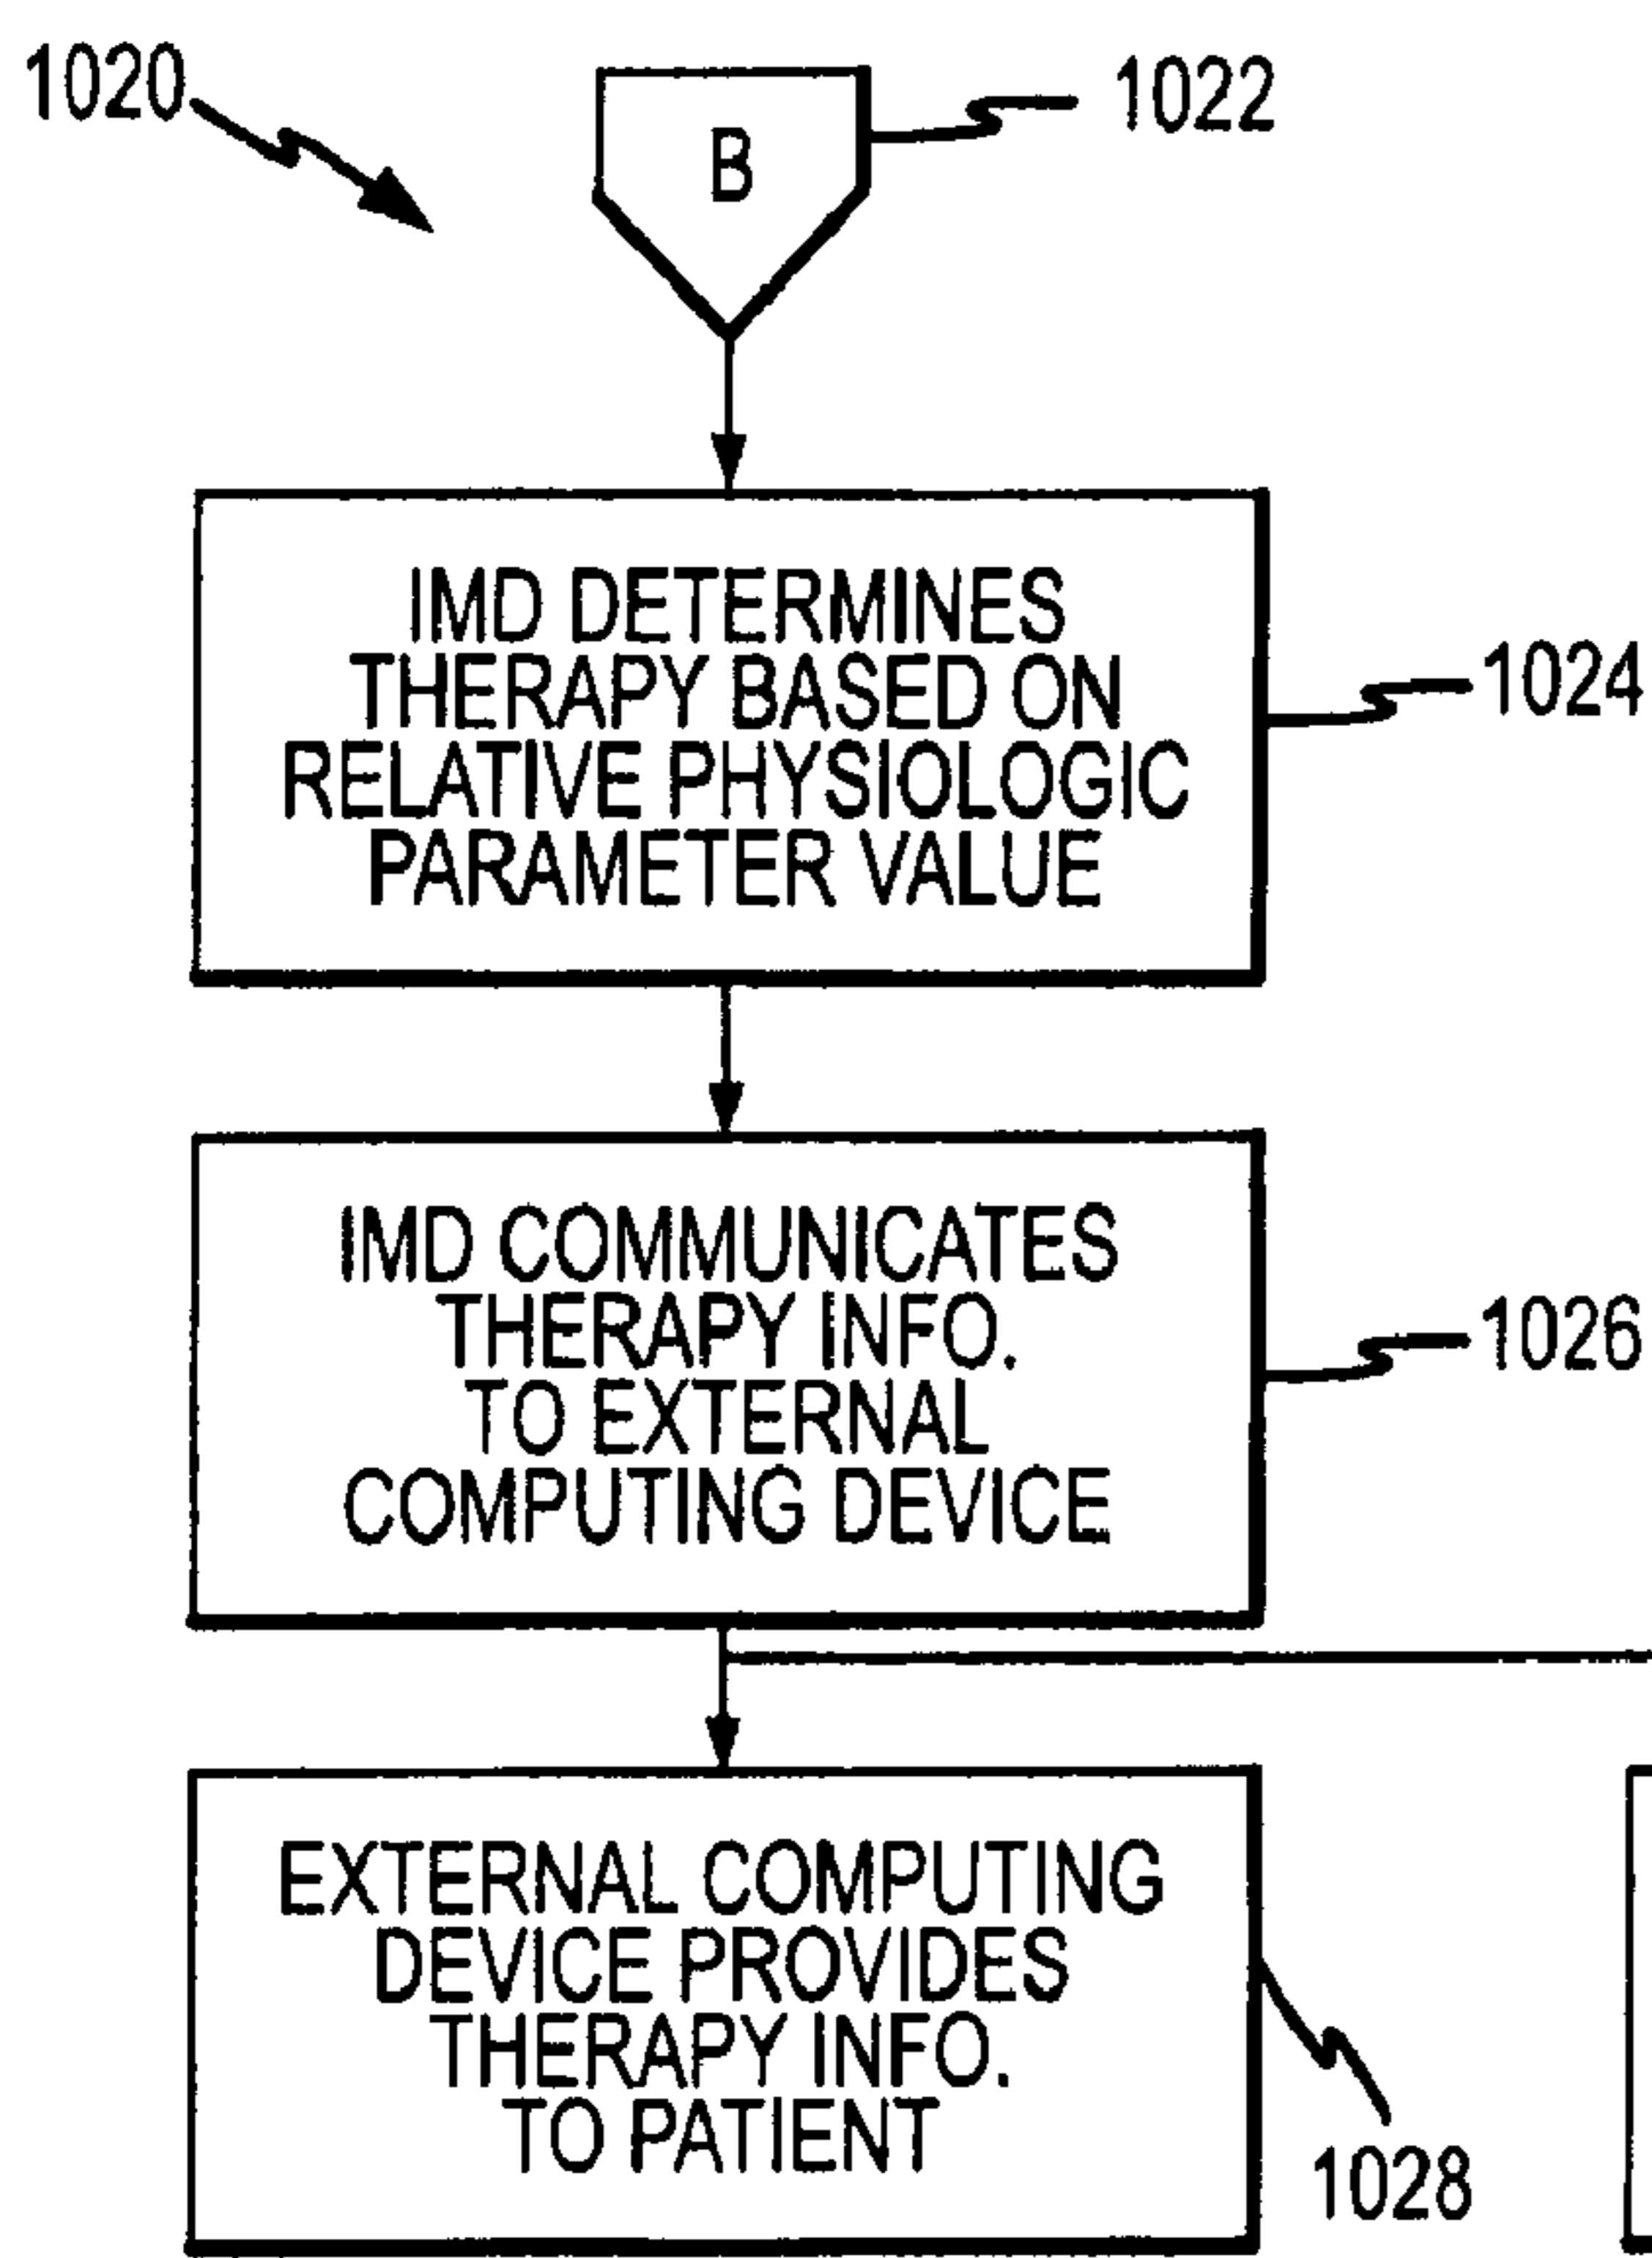 1020
1022
B
IMD DETERMINES
THERAPY BASED ON
RELATIVE PHYSIOLOGIC
PARAMETER VALUE
1024
IMD COMMUNICATES
THERAPY INFO.
TO EXTERNAL
COMPUTING DEVICE
1026
EXTERNAL COMPUTING
DEVICE PROVIDES
THERAPY INFO.
TO PATIENT
1028